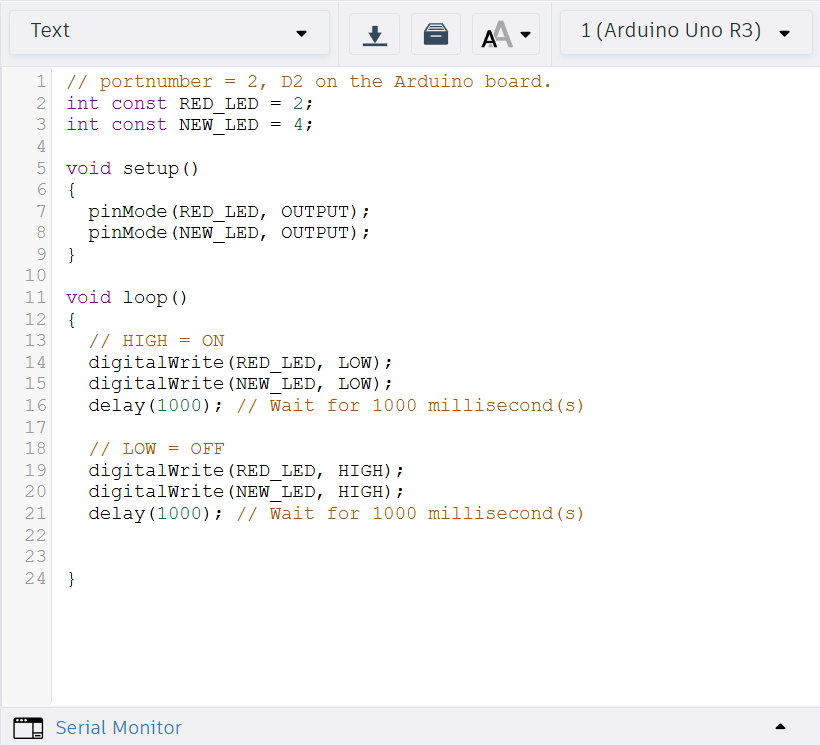 Text
1 (Arduino Uno R3)
1 // portnumber = 2, D2 on the Arduino board.
2 int const RED_LED = 2;
3 int const NEW_LED = 4;
4
5 void setup()
6 {
7   pinMode(RED_LED, OUTPUT);
8   pinMode(NEW_LED, OUTPUT);
9 }
10
11 void loop()
12 {
13   // HIGH = ON
14   digitalWrite(RED_LED, LOW);
15   digitalWrite(NEW_LED, LOW);
16   delay(1000); // Wait for 1000 millisecond(s)
17
18   // LOW = OFF
19   digitalWrite(RED_LED, HIGH);
20   digitalWrite(NEW_LED, HIGH);
21   delay(1000); // Wait for 1000 millisecond(s)
22
23
24 }
Serial Monitor